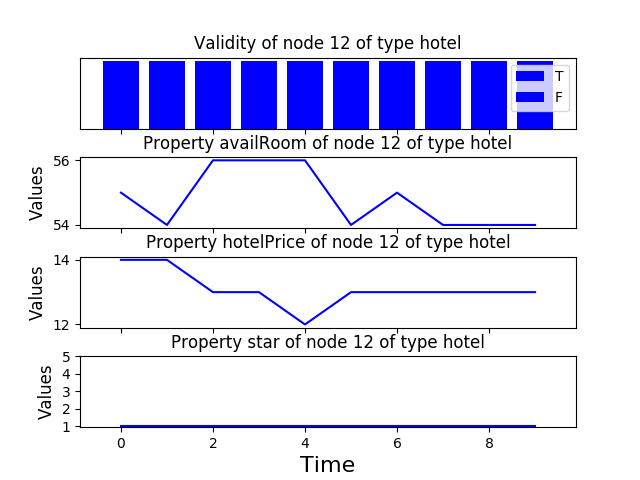 Validity of node 12 of type hotel
T
F
Property availRoom of node 12 of type hotel
56
54
Values
Property hotelPrice of node 12 of type hotel
14
12
Values
Property star of node 12 of type hotel
5
4
3
2
1
Values
0 2 4 6 8
Time